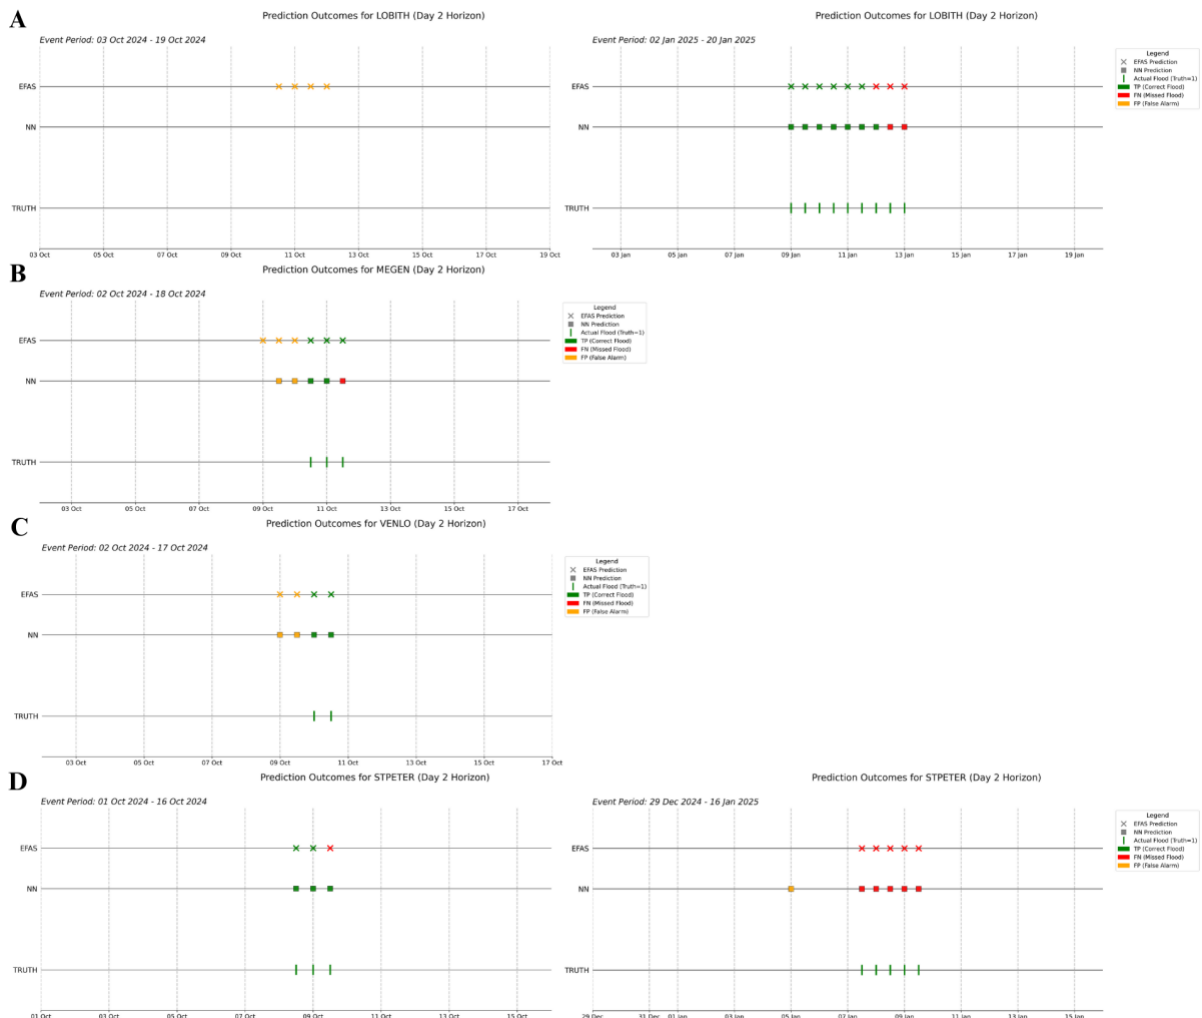 A
Prediction Outcomes for LOBITH (Day 2 Horizon)
Event Period: 03 Oct 2024 - 19 Oct 2024
EFAS
NN
TRUTH
03 Oct 05 Oct 07 Oct 09 Oct 11 Oct 13 Oct 15 Oct 17 Oct 19 Oct
Prediction Outcomes for LOBITH (Day 2 Horizon)
Event Period: 02 Jan 2025 - 20 Jan 2025
EFAS
NN
TRUTH
03 Jan 05 Jan 07 Jan 09 Jan 11 Jan 13 Jan 15 Jan 17 Jan 19 Jan
Legend
EFAS Prediction
NN Prediction
Actual Flood (Truth=1)
TP (Correct Flood)
FN (Missed Flood)
FP (False Alarm)
B
Prediction Outcomes for MEGEN (Day 2 Horizon)
Event Period: 02 Oct 2024 - 18 Oct 2024
EFAS
NN
TRUTH
03 Oct 05 Oct 07 Oct 09 Oct 11 Oct 13 Oct 15 Oct 17 Oct
Legend
EFAS Prediction
NN Prediction
Actual Flood (Truth=1)
TP (Correct Flood)
FN (Missed Flood)
FP (False Alarm)
C
Prediction Outcomes for VENLO (Day 2 Horizon)
Event Period: 02 Oct 2024 - 17 Oct 2024
EFAS
NN
TRUTH
03 Oct 05 Oct 07 Oct 09 Oct 11 Oct 13 Oct 15 Oct 17 Oct
Legend
EFAS Prediction
NN Prediction
Actual Flood (Truth=1)
TP (Correct Flood)
FN (Missed Flood)
FP (False Alarm)
D
Prediction Outcomes for STPETER (Day 2 Horizon)
Event Period: 01 Oct 2024 - 16 Oct 2024
EFAS
NN
TRUTH
01 Oct 03 Oct 05 Oct 07 Oct 09 Oct 11 Oct 13 Oct 15 Oct
Prediction Outcomes for STPETER (Day 2 Horizon)
Event Period: 29 Dec 2024 - 16 Jan 2025
EFAS
NN
TRUTH
29 Dec 31 Dec 01 Jan 03 Jan 05 Jan 07 Jan 09 Jan 11 Jan 13 Jan 15 Jan
Legend
EFAS Prediction
NN Prediction
Actual Flood (Truth=1)
TP (Correct Flood)
FN (Missed Flood)
FP (False Alarm)